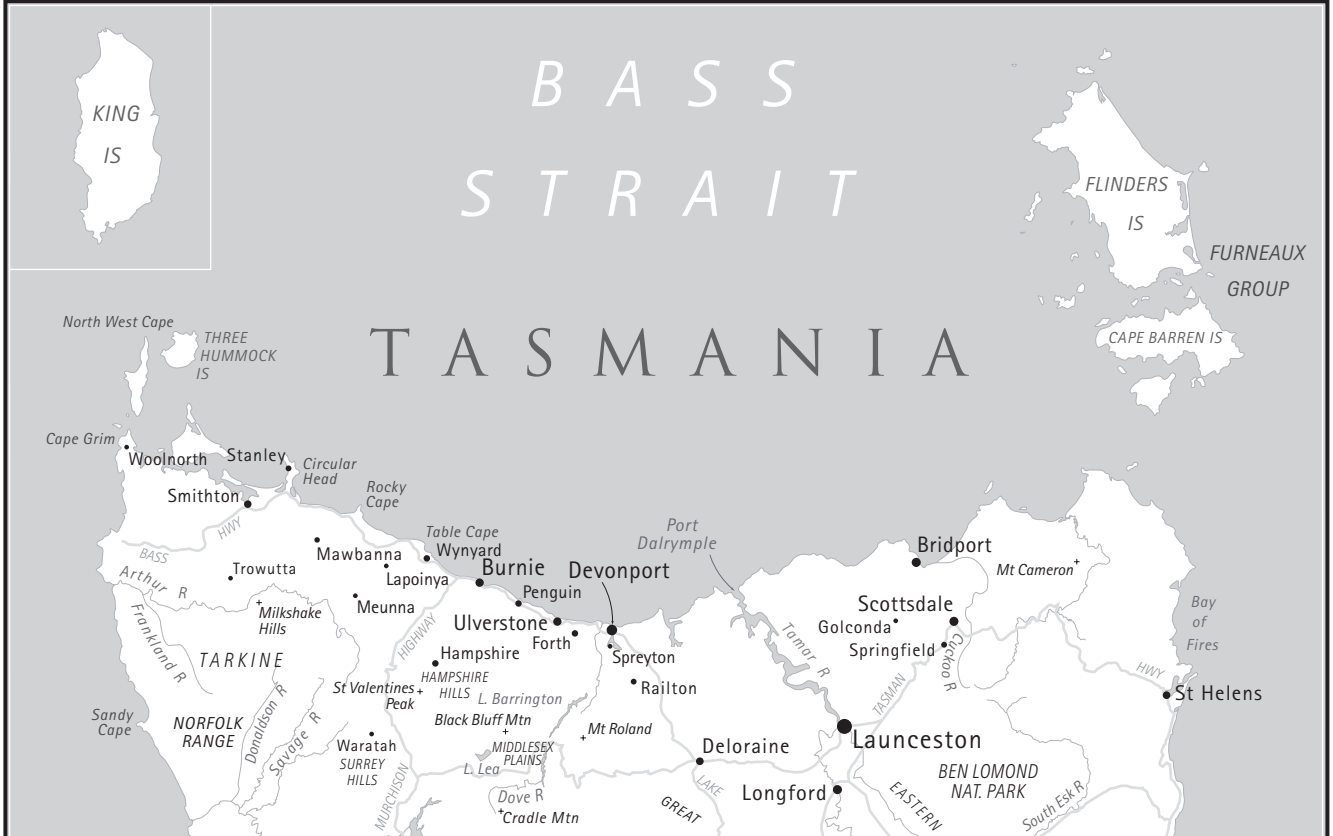 BASS
STRAIT
KING
IS
FLINDERS
IS
FURNEAUX
GROUP
CAPE BARREN IS
TASMANIA
North West Cape
THREE
HUMMOCK
IS
Cape Grim
Woolnorth
Stanley
Circular
Head
Smithton
Rocky
Cape
BASS
HWY
Table Cape
Wynyard
Mawbanna
Lapoinya
Trowutta
Arthur R
Burnie
Devonport
Penguin
Port
Dalrymple
Bridport
Mt Cameron
Milkshake
Hills
Meunna
Ulverstone
Forth
Scottsdale
Golconda
Springfield
Cuckoo R
Bay
of
Fires
Frankland R
TARKINE
HIGHWAY
Hampshire
HAMPSHIRE
HILLS
Spreyton
Railton
Tamar R
TASMAN
HWY
St Helens
St Valentines
Peak
L. Barrington
Black Bluff Mtn
MIDDLESEX
PLAINS
Mt Roland
Sandy
Cape
NORFOLK
RANGE
Donaldson R
Savage R
Waratah
SURREY
HILLS
MURCHISON
L. Lea
Dove R
Cradle Mtn
Deloraine
LAKE
GREAT
Launceston
Longford
BEN LOMOND
NAT. PARK
EASTERN
South Esk R